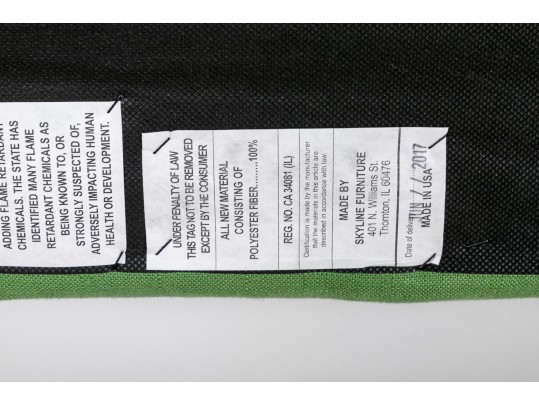 ADDING FLAME RETARDANT
CHEMICALS. THE STATE HAS
IDENTIFIED MANY FLAME
RETARDANT CHEMICALS AS
BEING KNOWN TO, OR
STRONGLY SUSPECTED OF,
ADVERSELY IMPACTING HUMAN
HEALTH OR DEVELOPMENT.
UNDER PENALTY OF LAW
THIS TAG NOT TO BE REMOVED
EXCEPT BY THE CONSUMER
ALL NEW MATERIAL
CONSISTING OF
POLYESTER FIBER.........100%
REG. NO. CA 34081 (IL)
Certification is made by the manufacturer
that the materials in this article are
described in accordance with law.
MADE BY
SKYLINE FURNITURE
401 N. Williams St.
Thornton, IL 60476
Date of delivery
JUN / / 2017
MADE IN USA